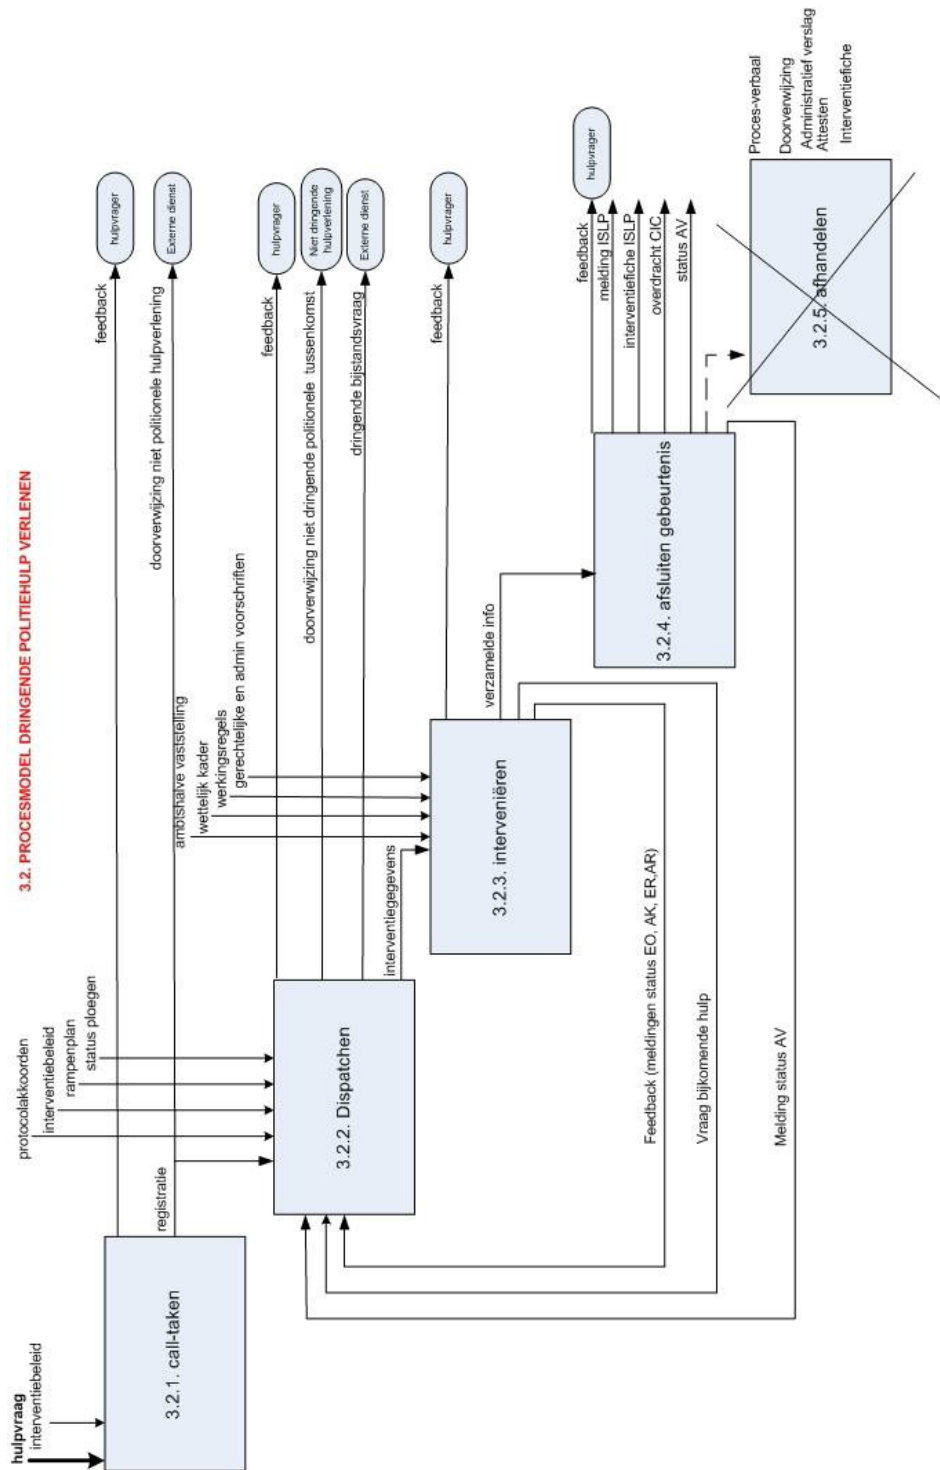 3.2. PROCESMODEL DRINGENDE POLITIEHULP VERLENEN
hulpvraag
interventiebeleid
3.2.1. call-taken
feedback
hulpvrager
registratie
doorverwijzing niet politionele hulpverlening
Externe dienst
protocolakkoorden
interventiebeleid
rampenplan
status ploegen
3.2.2. Dispatchen
feedback
hulpvrager
doorverwijzing niet dringende politionele tussenkomst
Niet dringende
hulpverlening
dringende bijstandsvraag
Externe dienst
interventiegegevens
ambtshalve vaststelling
wettelijk kader
werkingsregels
gerechtelijke en admin voorschriften
3.2.3. interveniëren
feedback
hulpvrager
verzamelde info
Feedback (meldingen status EO, AK, ER,AR)
Vraag bijkomende hulp
3.2.4. afsluiten gebeurtenis
feedback
hulpvrager
melding ISLP
interventiefiche ISLP
overdracht CIC
status AV
Melding status AV
3.2.5. afhandelen
Proces-verbaal
Doorverwijzing
Administratief verslag
Attesten
Interventiefiche